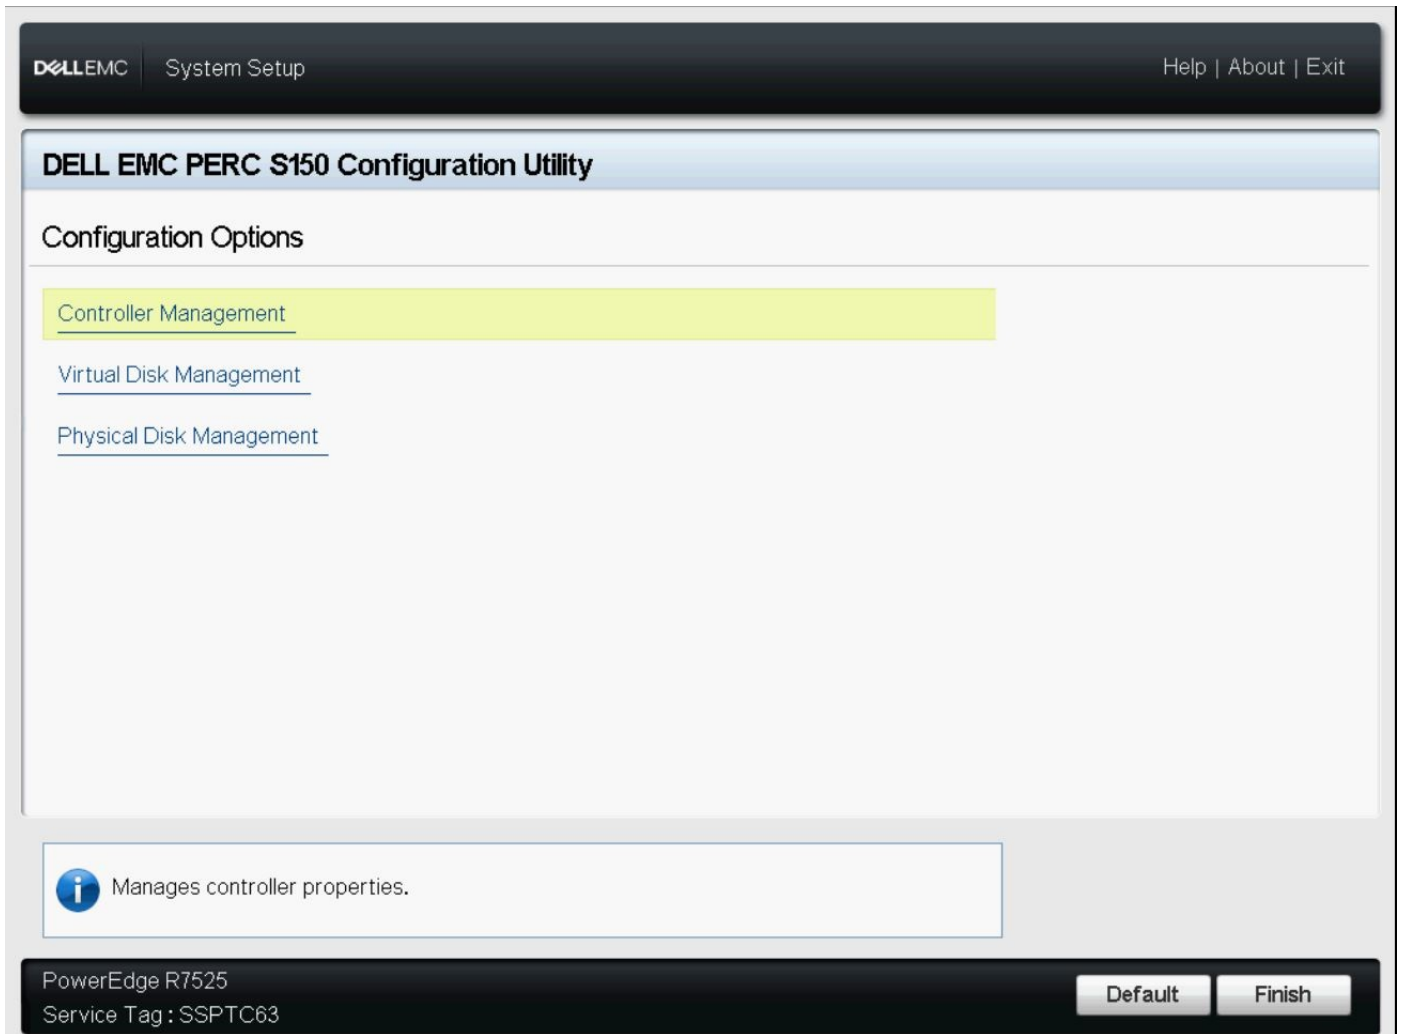 DELLEMC System Setup Help | About | Exit
DELL EMC PERC S150 Configuration Utility
Configuration Options
Controller Management
Virtual Disk Management
Physical Disk Management
Manages controller properties.
PowerEdge R7525
Service Tag : SSPTC63
Default Finish